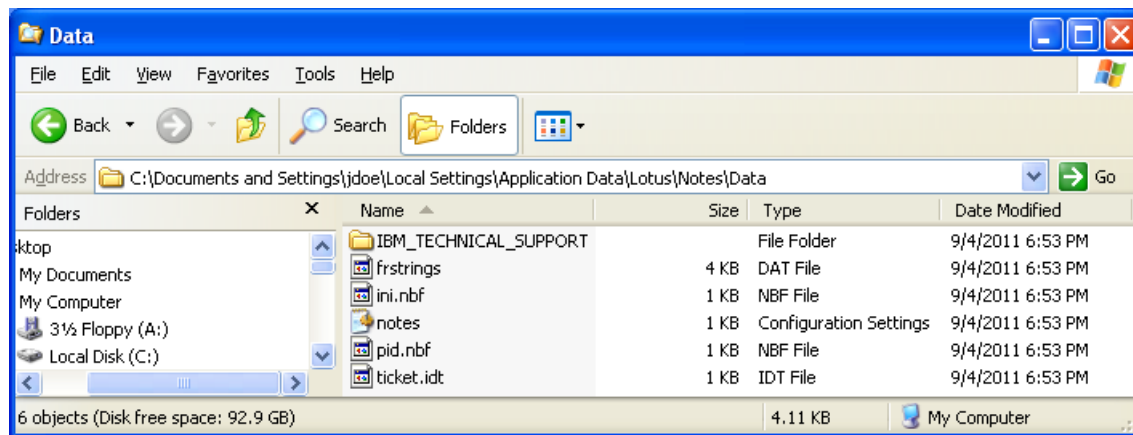 Data
File Edit View Favorites Tools Help
Back Search Folders
Address C:\Documents and Settings\jdoe\Local Settings\Application Data\Lotus\Notes\Data Go
Folders x Name Size Type Date Modified
sktop IBM_TECHNICAL_SUPPORT File Folder 9/4/2011 6:53 PM
My Documents frstrings 4 KB DAT File 9/4/2011 6:53 PM
My Computer ini.nbf 1 KB NBF File 9/4/2011 6:53 PM
3½ Floppy (A:) notes 1 KB Configuration Settings 9/4/2011 6:53 PM
Local Disk (C:) pid.nbf 1 KB NBF File 9/4/2011 6:53 PM
ticket.idt 1 KB IDT File 9/4/2011 6:53 PM
6 objects (Disk free space: 92.9 GB) 4.11 KB My Computer